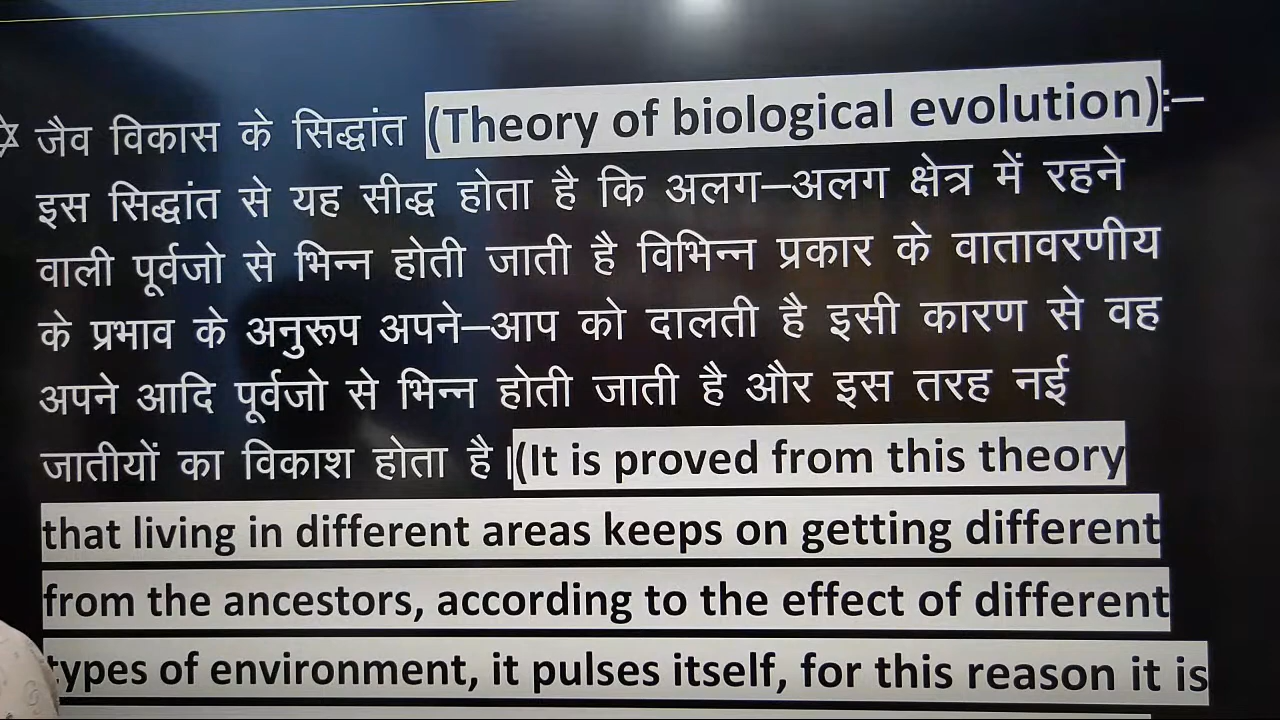 जैव विकास के सिद्धांत (Theory of biological evolution):–
इस सिद्धांत से यह सीद्ध होता है कि अलग–अलग क्षेत्र में रहने
वाली पूर्वजो से भिन्न होती जाती है विभिन्न प्रकार के वातावरणीय
के प्रभाव के अनुरूप अपने–आप को दालती है इसी कारण से वह
अपने आदि पूर्वजो से भिन्न होती जाती है और इस तरह नई
जातीयों का विकाश होता है।(It is proved from this theory
that living in different areas keeps on getting different
from the ancestors, according to the effect of different
types of environment, it pulses itself, for this reason it is